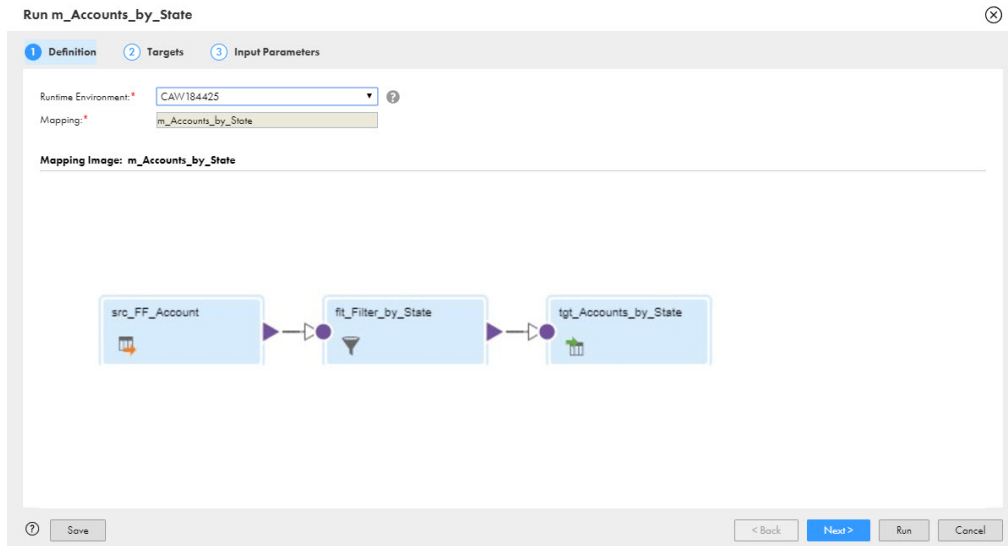 Run m_Accounts_by_State
1 Definition 2 Targets 3 Input Parameters
Runtime Environment:* CAW184425 ?
Mapping:* m_Accounts_by_State
Mapping Image: m_Accounts_by_State
src_FF_Account flt_Filter_by_State tgt_Accounts_by_State
? Save < Back Next > Run Cancel